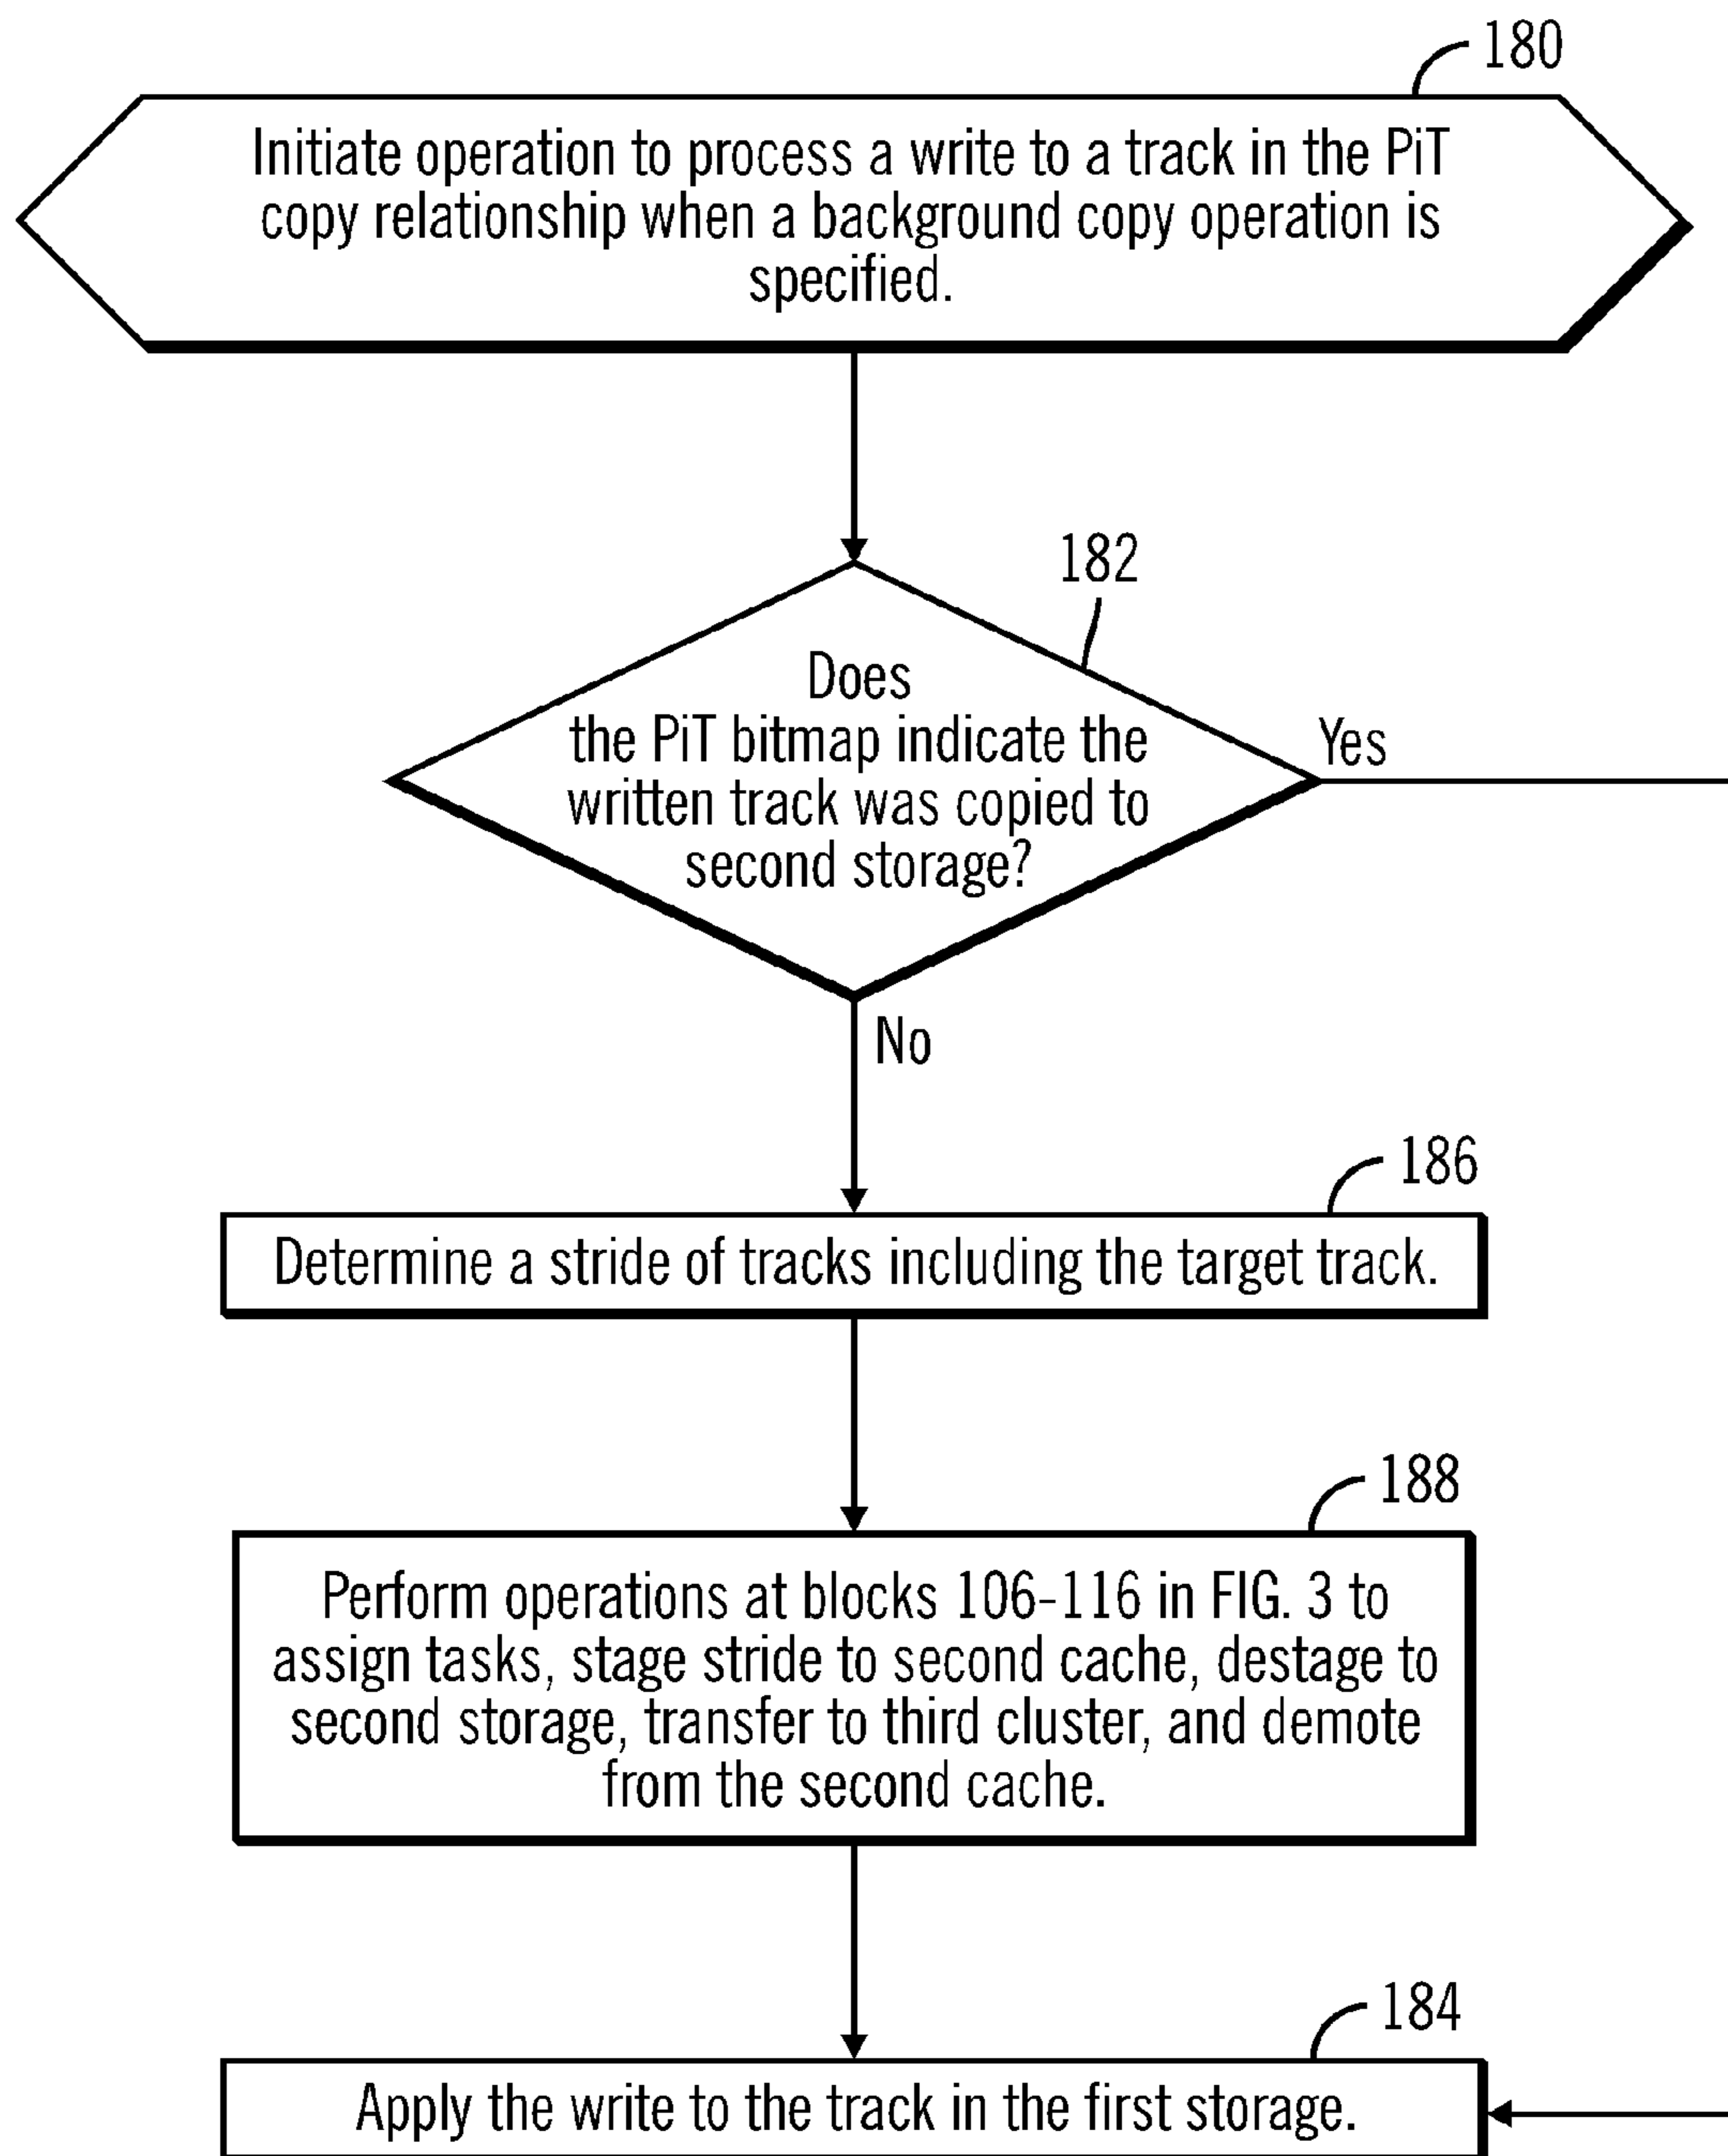 180
Initiate operation to process a write to a track in the PiT
copy relationship when a background copy operation is
specified.
182
Does
the PiT bitmap indicate the
written track was copied to
second storage?
Yes
No
186
Determine a stride of tracks including the target track.
188
Perform operations at blocks 106-116 in FIG. 3 to
assign tasks, stage stride to second cache, destage to
second storage, transfer to third cluster, and demote
from the second cache.
184
Apply the write to the track in the first storage.